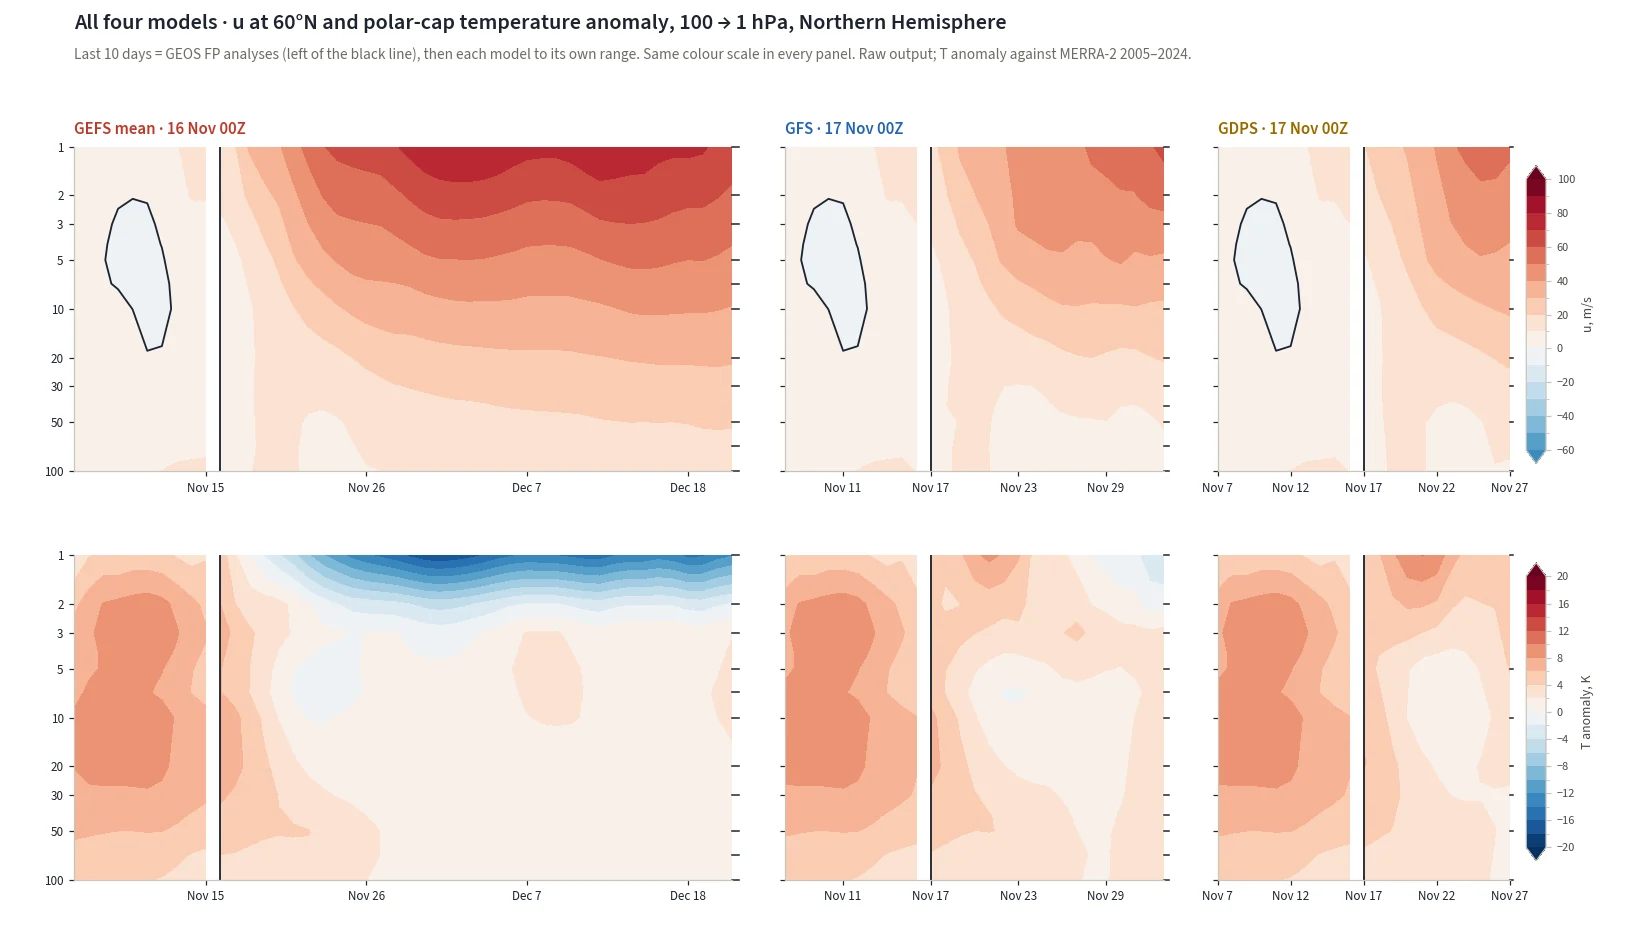 All four models · u at 60°N and polar-cap temperature anomaly, 100 → 1 hPa, Northern Hemisphere
Last 10 days = GEOS FP analyses (left of the black line), then each model to its own range. Same colour scale in every panel. Raw output; T anomaly against MERRA-2 2005–2024.
GEFS mean · 16 Nov 00Z
GFS · 17 Nov 00Z
GDPS · 17 Nov 00Z
1
2
3
5
10
20
30
50
100
Nov 15 Nov 26 Dec 7 Dec 18
Nov 11 Nov 17 Nov 23 Nov 29
Nov 7 Nov 12 Nov 17 Nov 22 Nov 27
100
80
60
40
20
0
−20
−40
−60
u, m/s
1
2
3
5
10
20
30
50
100
Nov 15 Nov 26 Dec 7 Dec 18
Nov 11 Nov 17 Nov 23 Nov 29
Nov 7 Nov 12 Nov 17 Nov 22 Nov 27
20
16
12
8
4
0
−4
−8
−12
−16
−20
T anomaly, K